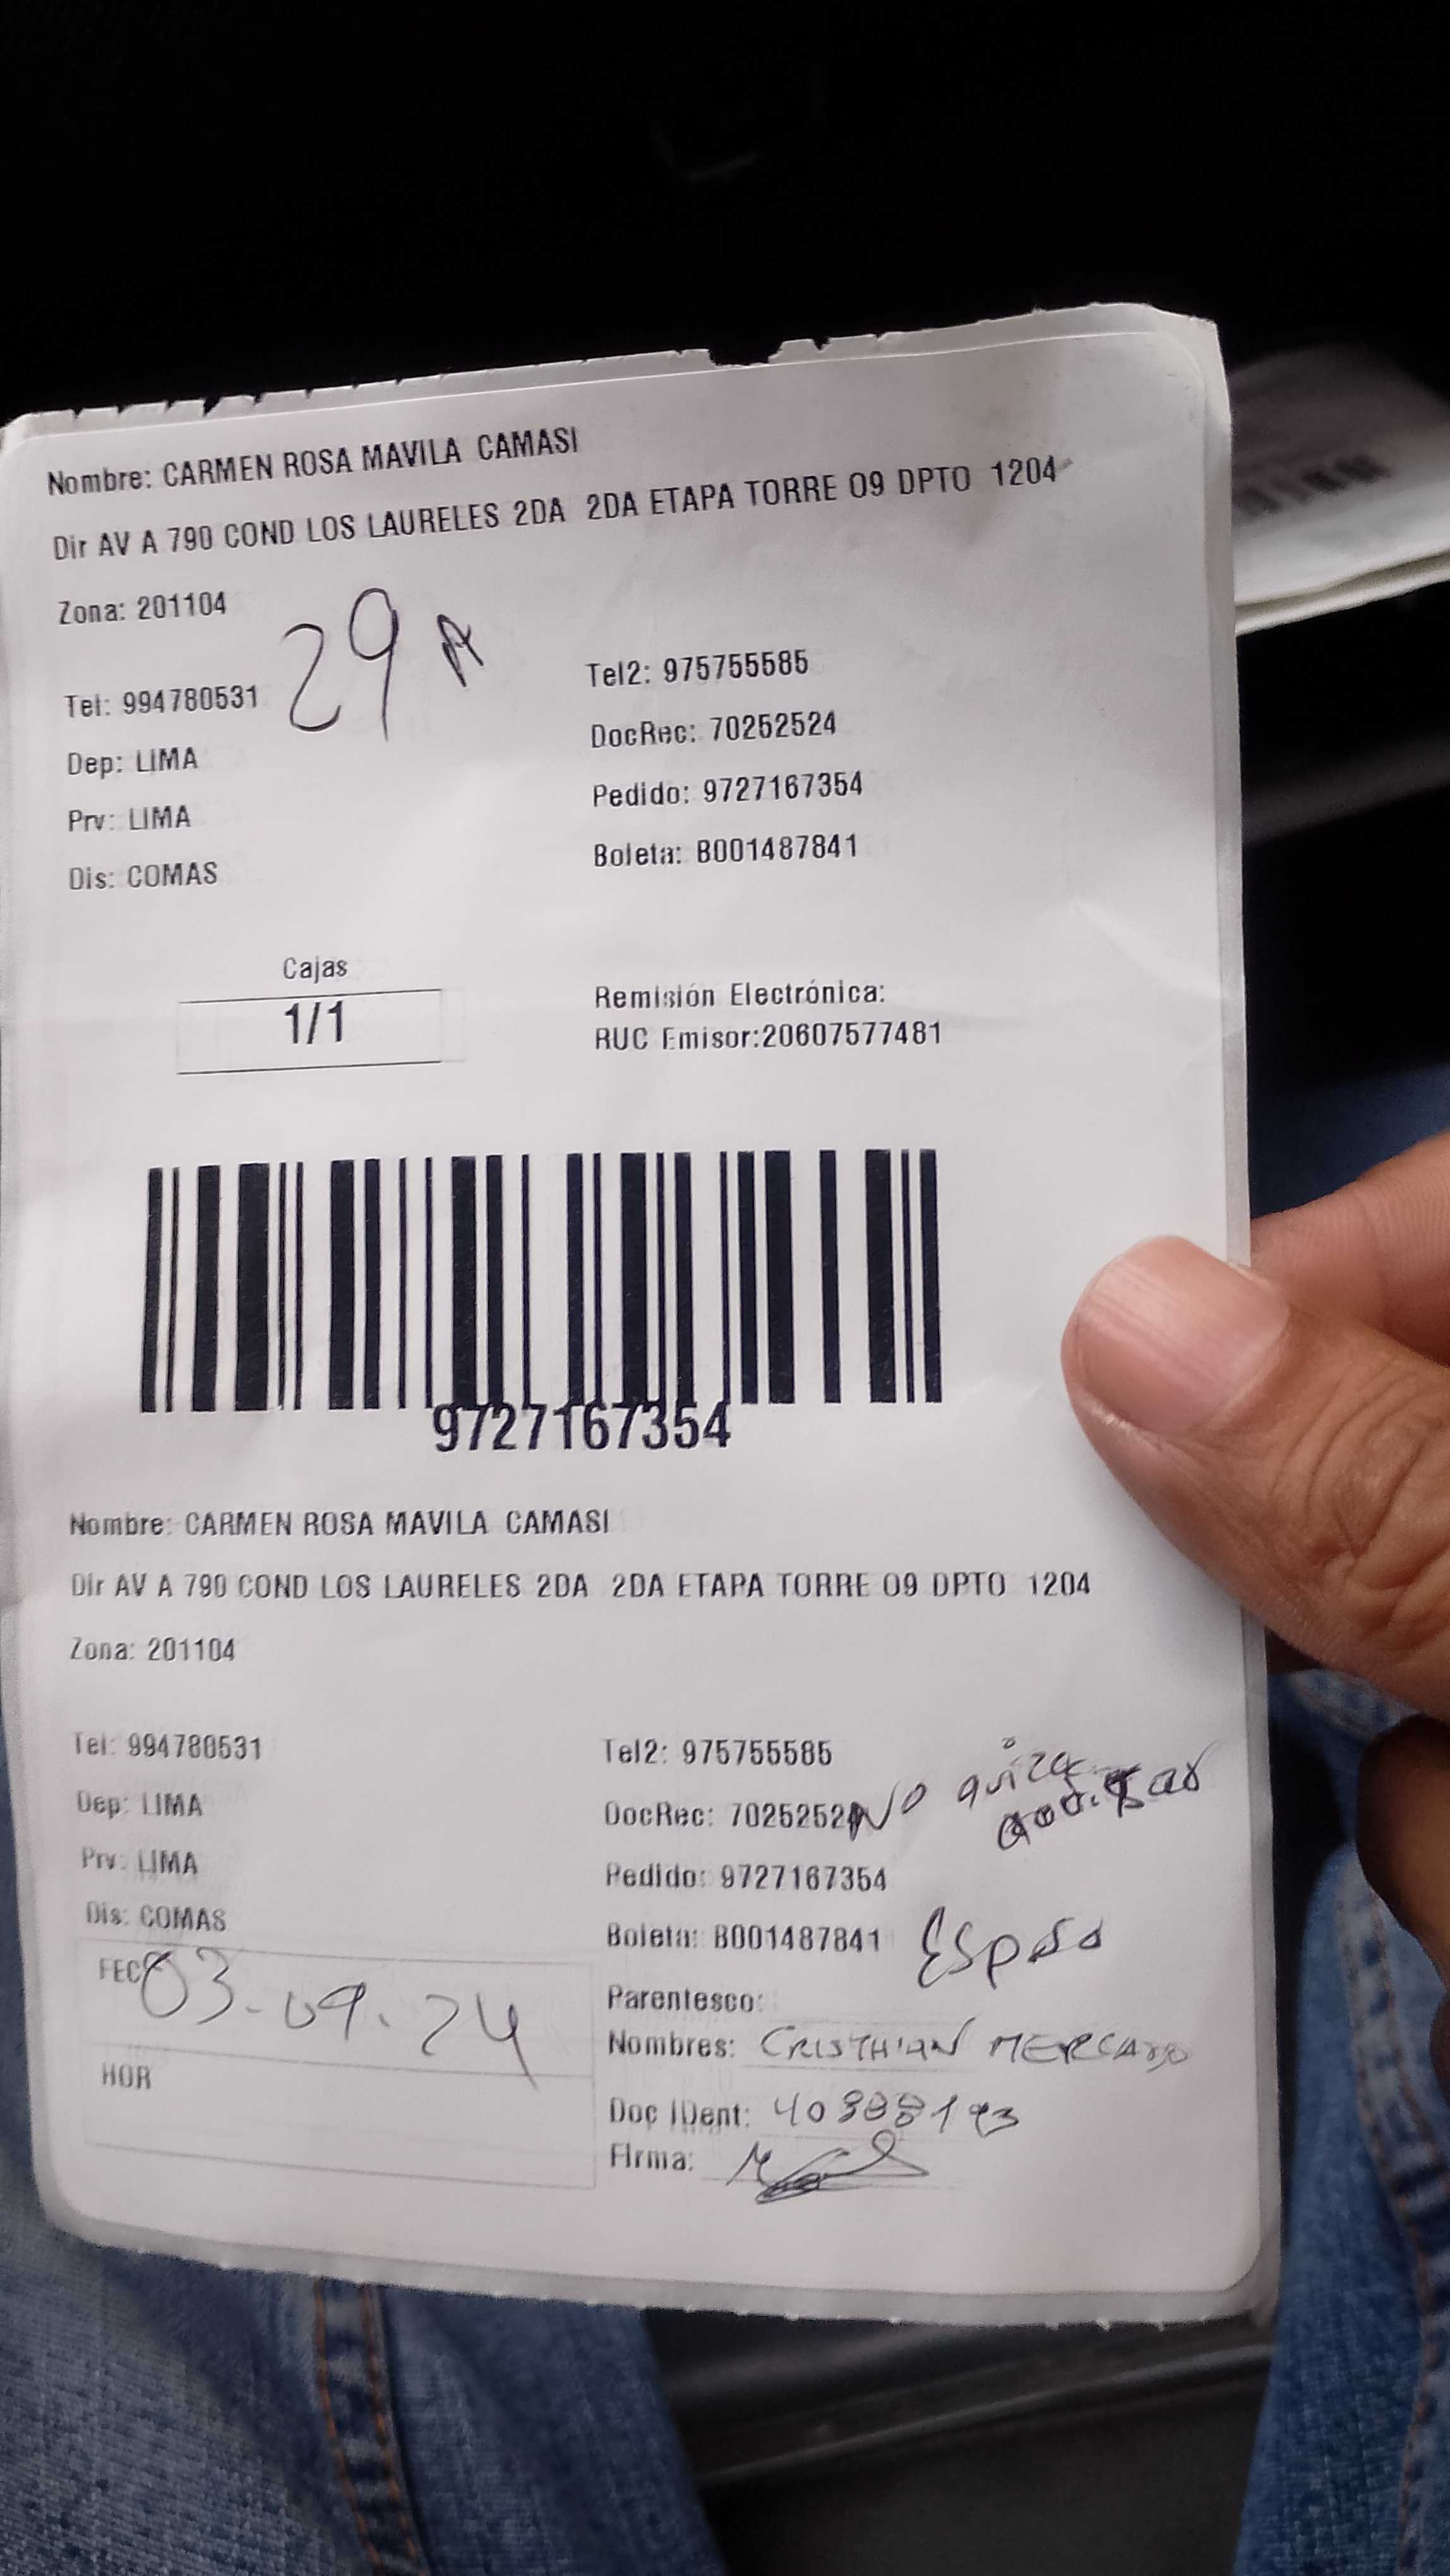 Nombre: CARMEN ROSA MAVILA CAMASI
Dir AV A 790 COND LOS LAURELES 2DA 2DA ETAPA TORRE 09 DPTO 1204
Zona: 201104
29 A
Tel: 994780531
Tel2: 975755585
DocRec: 70252524
Dep: LIMA
Pedido: 9727167354
Prv: LIMA
Boleta: B001487841
Dis: COMAS
Cajas
1/1
Remisión Electrónica:
RUC Emisor:20607577481
9727167354
Nombre: CARMEN ROSA MAVILA CAMASI
Dir AV A 790 COND LOS LAURELES 2DA 2DA ETAPA TORRE 09 DPTO 1204
Zona: 201104
Tel: 994780531
Tel2: 975755585
No
Dep: LIMA
DocRec: 70252524
Prv: LIMA
Pedido: 9727167354
Dis: COMAS
Boleta: B001487841
FEC 03-09-24
Parentesco: Esposo
Nombres: CRISTHIAN MERCADO
HOR
Doc IDent:
Firma: